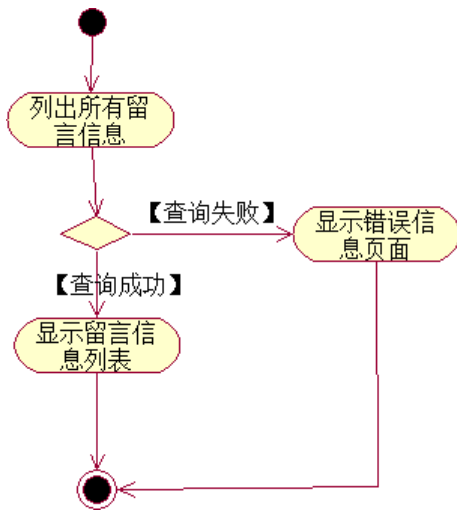 列出所有留
言信息
【查询失败】
显示错误信
息页面
【查询成功】
显示留言信
息列表